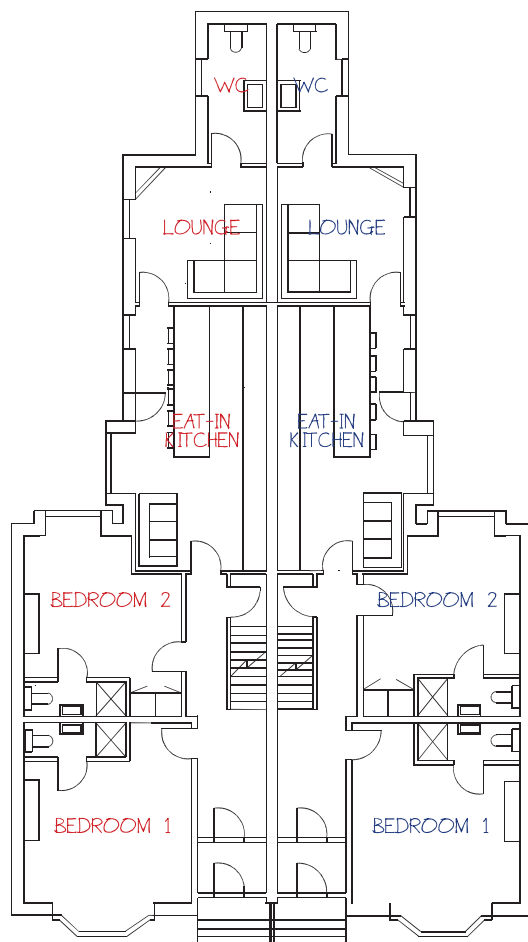 WC WC
LOUNGE LOUNGE
EAT-IN EAT-IN
KITCHEN KITCHEN
BEDROOM 2 BEDROOM 2
BEDROOM 1 BEDROOM 1